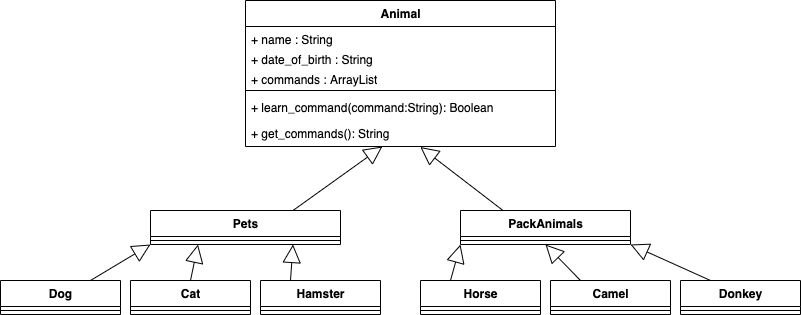 Animal
+ name : String
+ date_of_birth : String
+ commands : ArrayList
+ learn_command(command:String): Boolean
+ get_commands(): String
Pets
PackAnimals
Dog
Cat
Hamster
Horse
Camel
Donkey